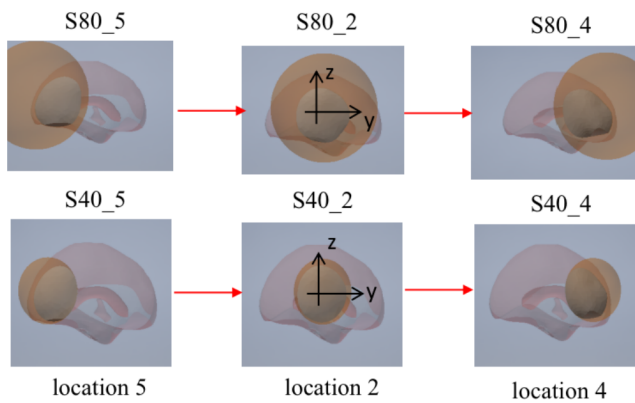 S80_5
S80_2
S80_4
z
y
S40_5
S40_2
S40_4
z
y
location 5
location 2
location 4